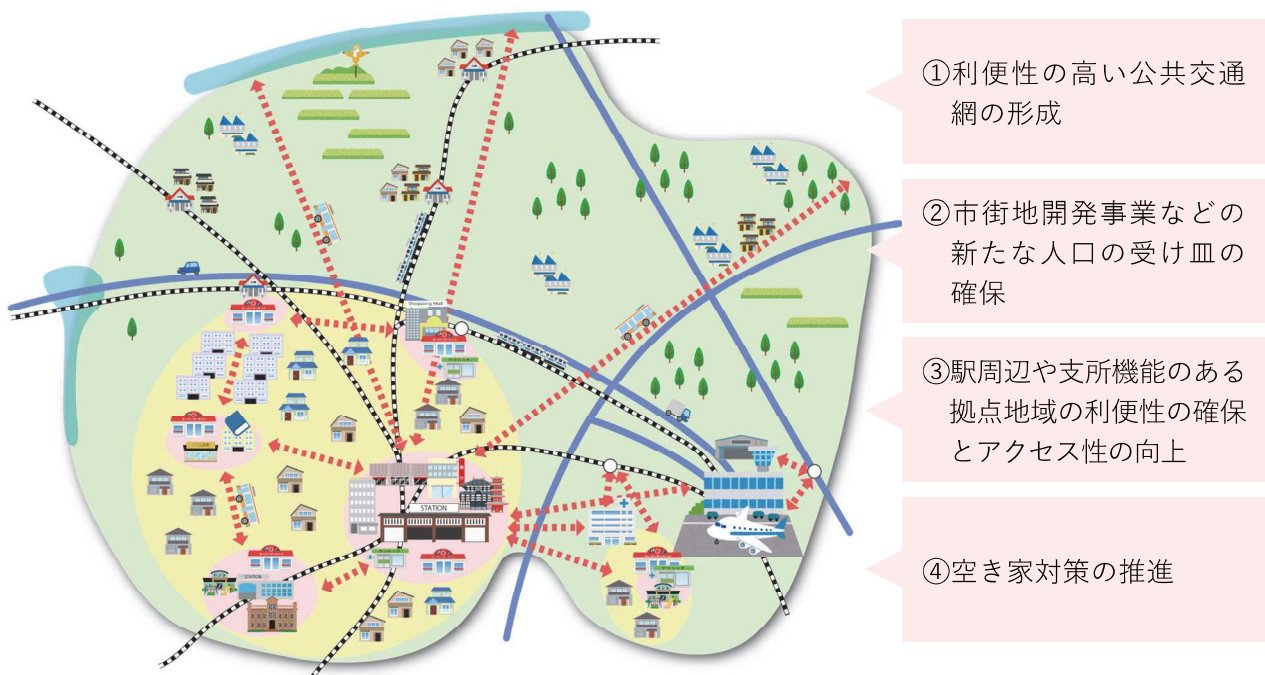 ①利便性の高い公共交通
網の形成
②市街地開発事業などの
新たな人口の受け皿の
確保
③駅周辺や支所機能のある
拠点地域の利便性の確保
とアクセス性の向上
④空き家対策の推進
Shopping Mall
STATION
STATION